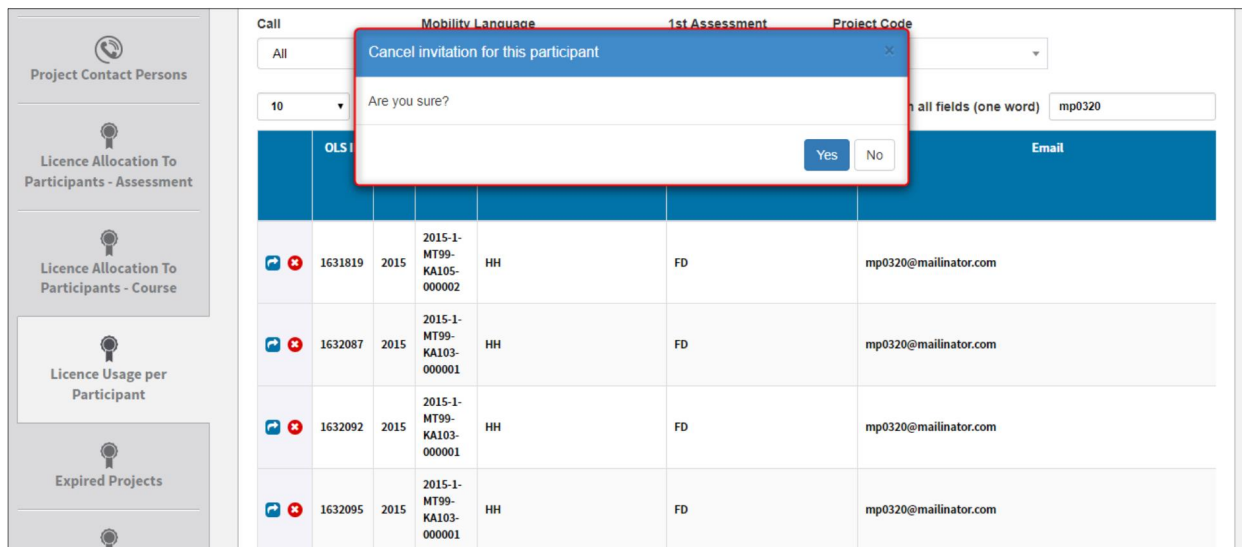 Project Contact Persons
Licence Allocation To
Participants - Assessment
Licence Allocation To
Participants - Course
Licence Usage per
Participant
Expired Projects
Call Mobility Language 1st Assessment Project Code
All
Cancel invitation for this participant ×
Are you sure?
Yes No
10 all fields (one word) mp0320
OLS Email
1631819 2015 2015-1- HH FD mp0320@mailinator.com
MT99-
KA105-
000002
1632087 2015 2015-1- HH FD mp0320@mailinator.com
MT99-
KA103-
000001
1632092 2015 2015-1- HH FD mp0320@mailinator.com
MT99-
KA103-
000001
1632095 2015 2015-1- HH FD mp0320@mailinator.com
MT99-
KA103-
000001